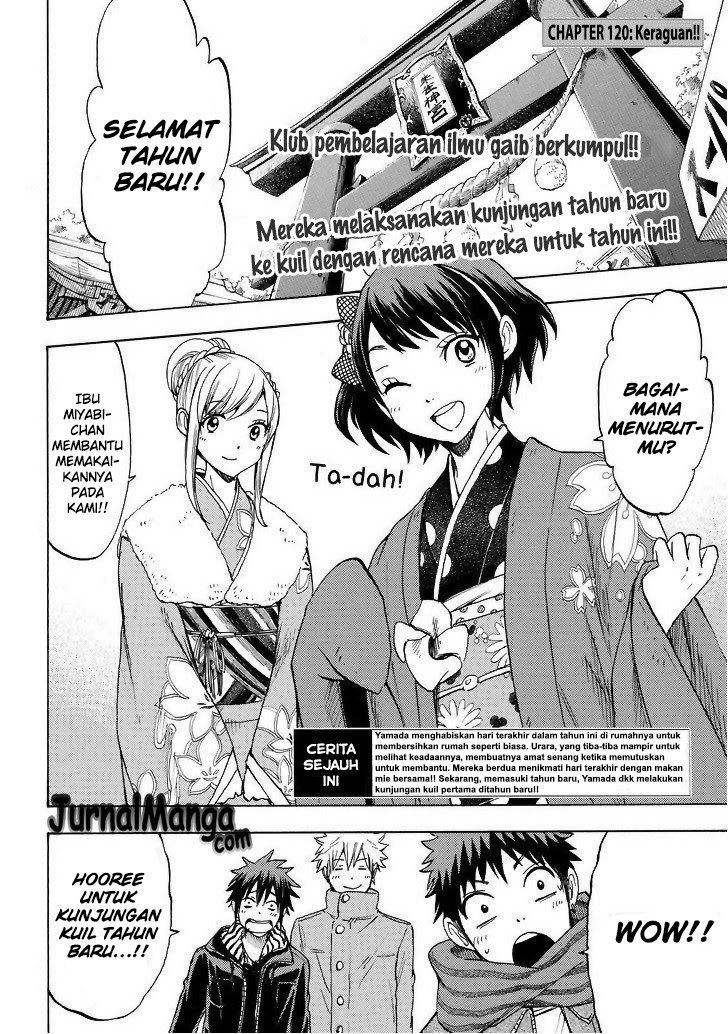 CHAPTER 120: Keraguan!!
SELAMAT
TAHUN
BARU!!
Klub pembelajaran ilmu gaib berkumpul!!
Mereka melaksanakan kunjungan tahun baru
ke kuil dengan rencana mereka untuk tahun ini!!
BAGAI-
MANA
MENURUT-
MU?
IBU
MIYABI-
CHAN
MEMBANTU
MEMAKAI-
KANNYA
PADA
KAMI!!
Ta-dah!
CERITA
SEJAUH
INI
Yamada menghabiskan hari terakhir dalam tahun ini di rumahnya untuk
membersihkan rumah seperti biasa. Urara, yang tiba-tiba mampir untuk
melihat keadaannya, membuatnya amat senang ketika memutuskan
untuk membantu. Mereka berdua menikmati hari terakhir dengan makan
mie bersama!! Sekarang, memasuki tahun baru, Yamada dkk melakukan
kunjungan kuil pertama ditahun baru!!
JurnalManga
.com
HOOREE
UNTUK
KUNJUNGAN
KUIL TAHUN
BARU...!!
WOW!!